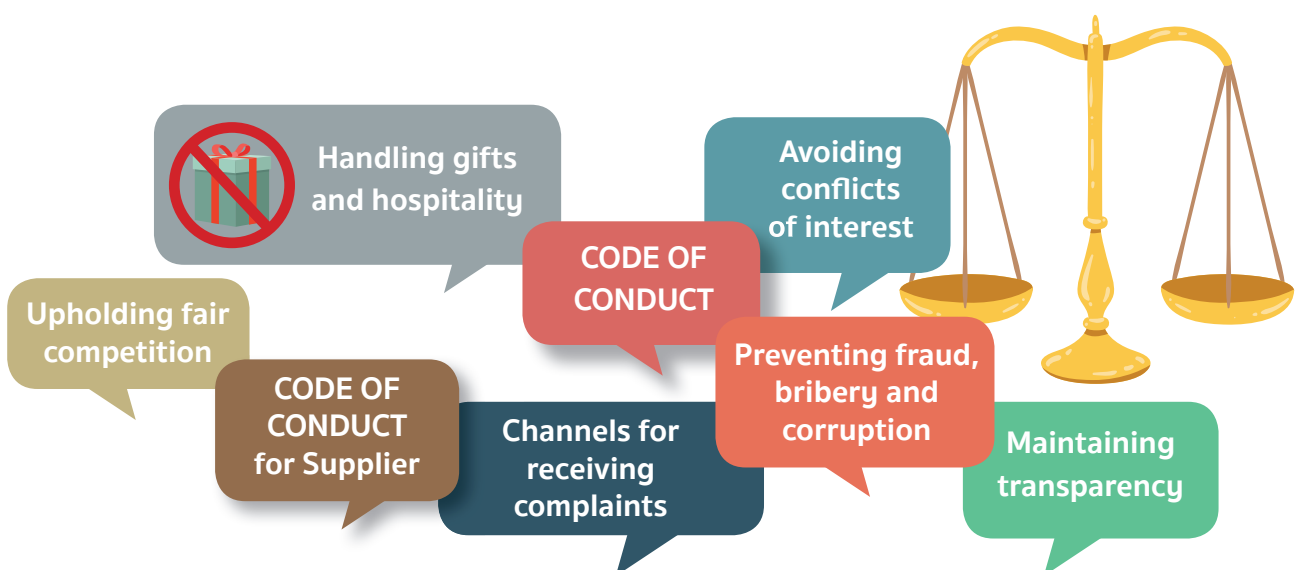 Handling gifts
and hospitality
Avoiding
conflicts
of interest
CODE OF
CONDUCT
Upholding fair
competition
Preventing fraud,
bribery and
corruption
CODE OF
CONDUCT
for Supplier
Channels for
receiving
complaints
Maintaining
transparency